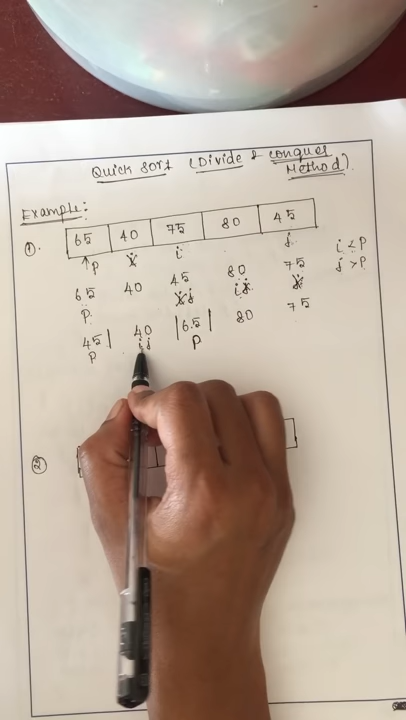 Quick sort (Divide & Conquer
Method).
Example:
①. 65 40 75 80 45
↑P i i j i ≤ P
65 40 45 80 75 j > P
P i j i j j
45 | 40 | 65 | 80 75
P i j P
②